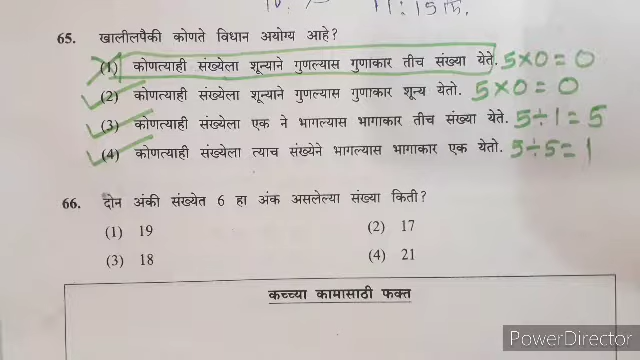 11:15 मि.
65. खालीलपैकी कोणते विधान अयोग्य आहे?
(1) कोणत्याही संख्येला शून्याने गुणल्यास गुणाकार तीच संख्या येते. 5×0=0
(2) कोणत्याही संख्येला शून्याने गुणल्यास गुणाकार शून्य येतो. 5×0=0
(3) कोणत्याही संख्येला एक ने भागल्यास भागाकार तीच संख्या येते. 5÷1=5
(4) कोणत्याही संख्येला त्याच संख्येने भागल्यास भागाकार एक येतो. 5÷5=1
66. दोन अंकी संख्येत 6 हा अंक असलेल्या संख्या किती?
(1) 19 (2) 17
(3) 18 (4) 21
कच्च्या कामासाठी फक्त
PowerDirector